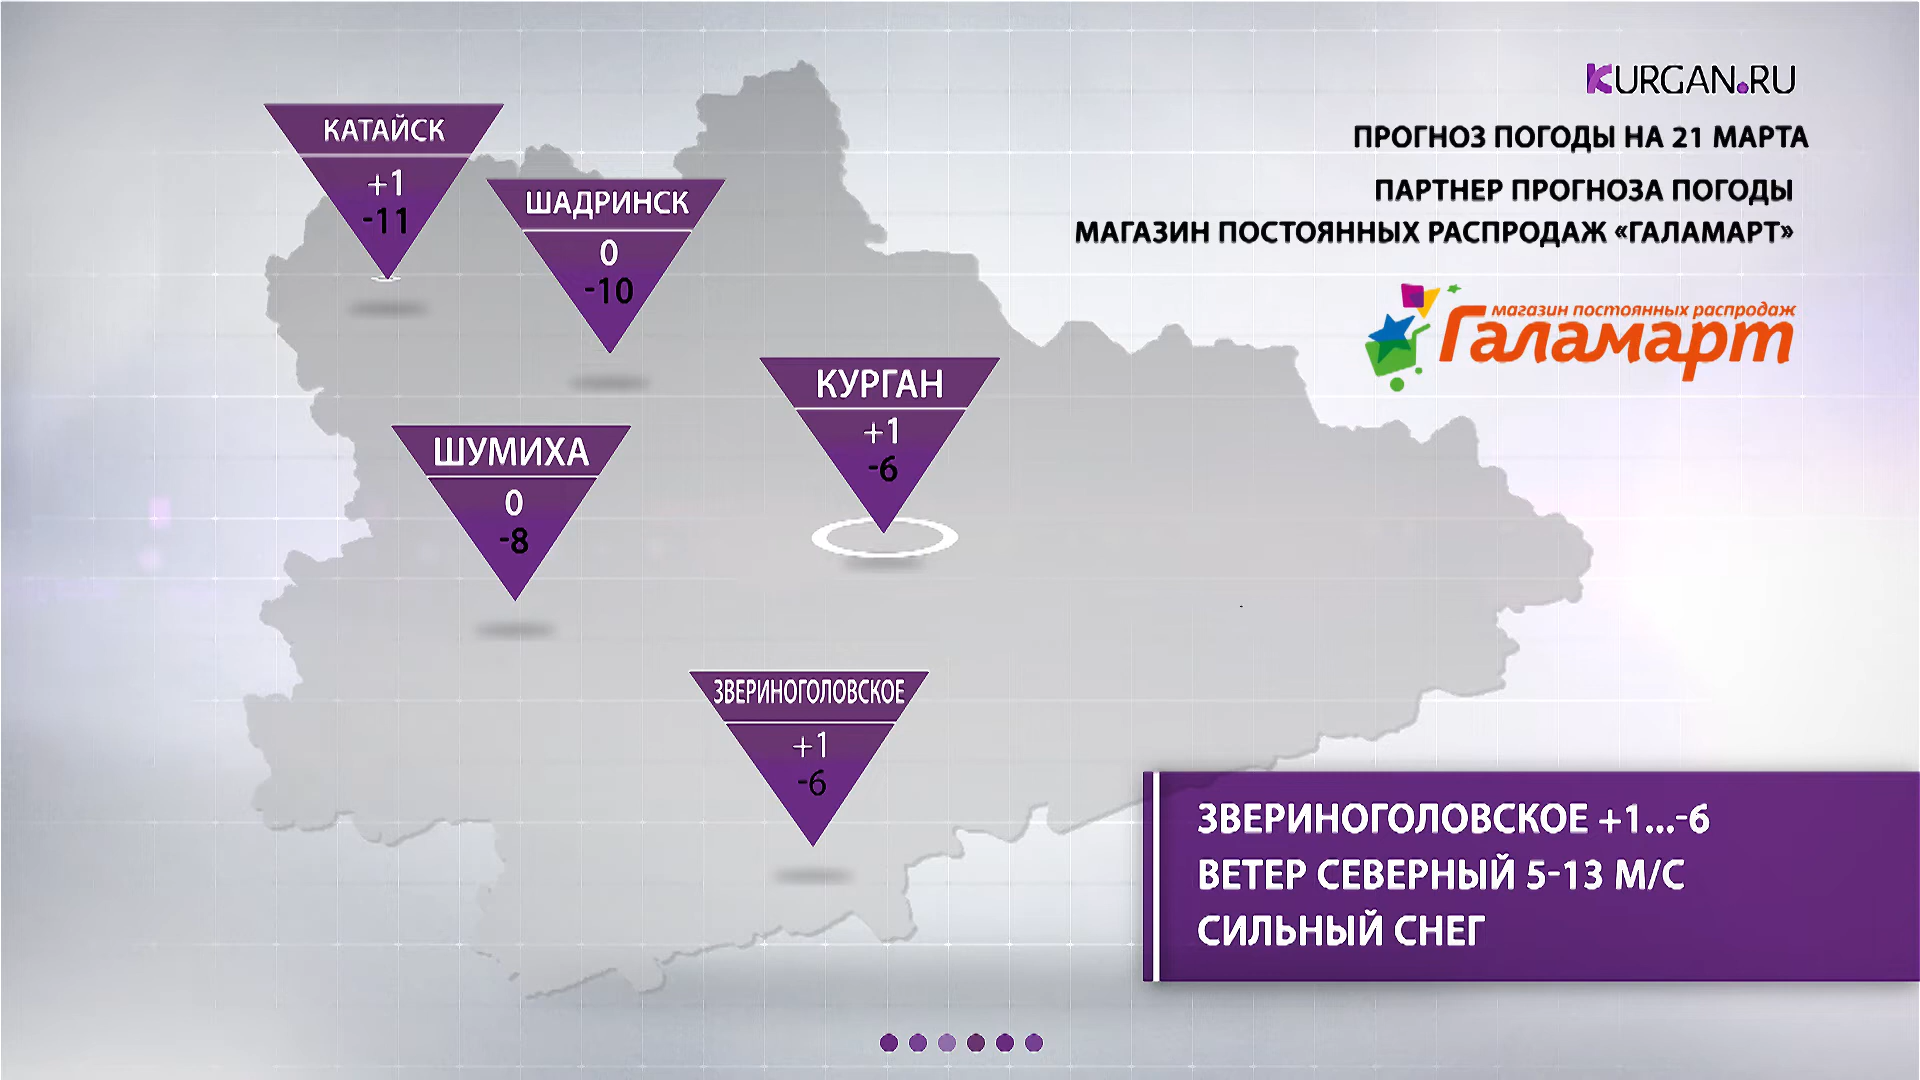 KURGAN.RU
ПРОГНОЗ ПОГОДЫ НА 21 МАРТА
ПАРТНЕР ПРОГНОЗА ПОГОДЫ
МАГАЗИН ПОСТОЯННЫХ РАСПРОДАЖ «ГАЛАМАРТ»
магазин постоянных распродаж
Галамарт
КАТАЙСК
+1
-11
ШАДРИНСК
0
-10
КУРГАН
+1
-6
ШУМИХА
0
-8
ЗВЕРИНОГОЛОВСКОЕ
+1
-6
ЗВЕРИНОГОЛОВСКОЕ +1...-6
ВЕТЕР СЕВЕРНЫЙ 5-13 М/С
СИЛЬНЫЙ СНЕГ